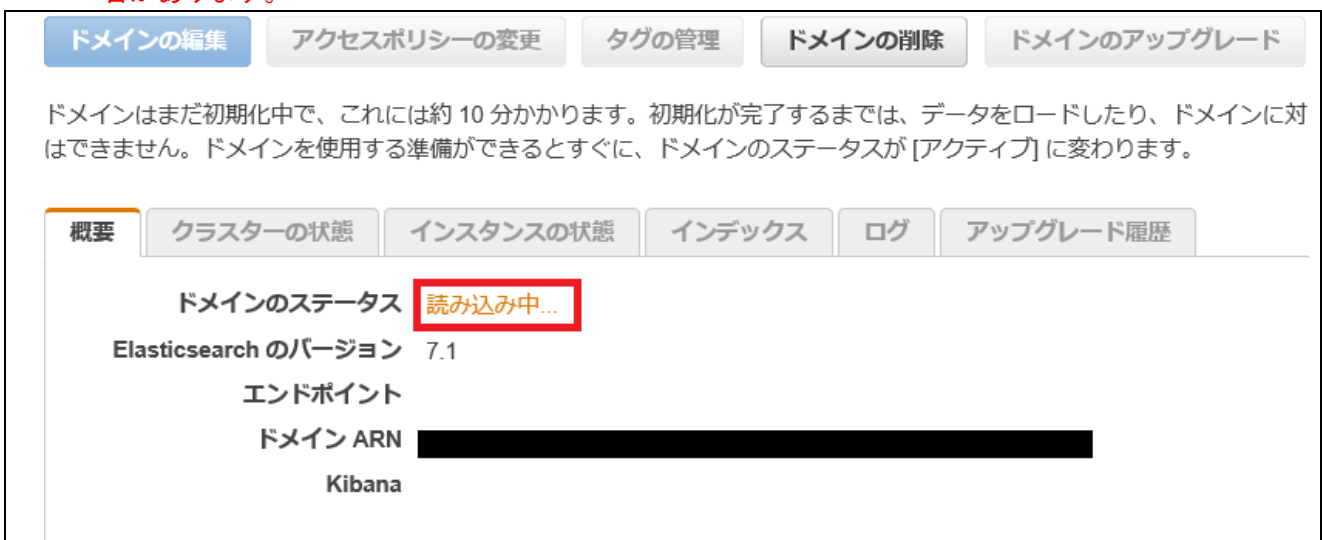 があります。
ドメインの編集 アクセスポリシーの変更 タグの管理 ドメインの削除 ドメインのアップグレード
ドメインはまだ初期化中で、これには約 10 分かかります。初期化が完了するまでは、データをロードしたり、ドメインに対
はできません。ドメインを使用する準備ができるとすぐに、ドメインのステータスが [アクティブ] に変わります。
概要 クラスターの状態 インスタンスの状態 インデックス ログ アップグレード履歴
ドメインのステータス 読み込み中...
Elasticsearch のバージョン 7.1
エンドポイント
ドメイン ARN
Kibana